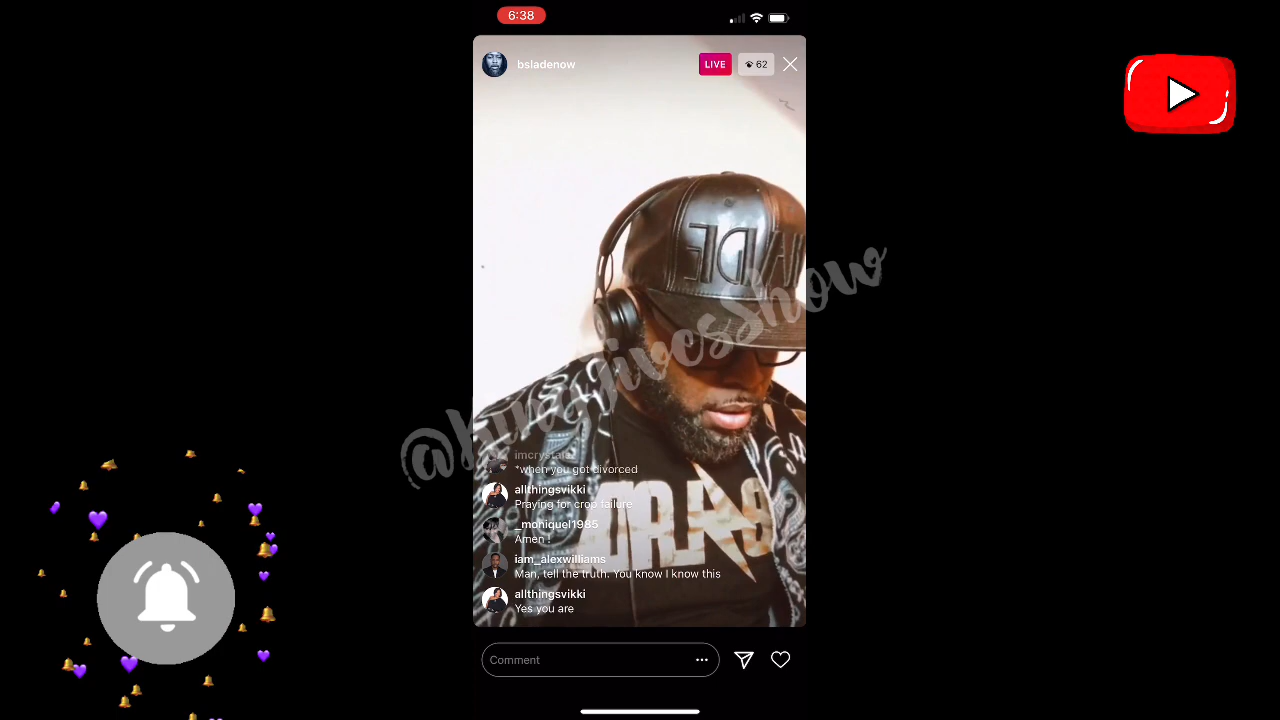 6:38
bsladenow
LIVE
62
@KingJivesShow
*when you got divorced
allthingsvikki
Praying for crop failure
_moniquel1985
Amen !
iam_alexwilliams
Man, tell the truth. You know I know this
allthingsvikki
Yes you are
Comment